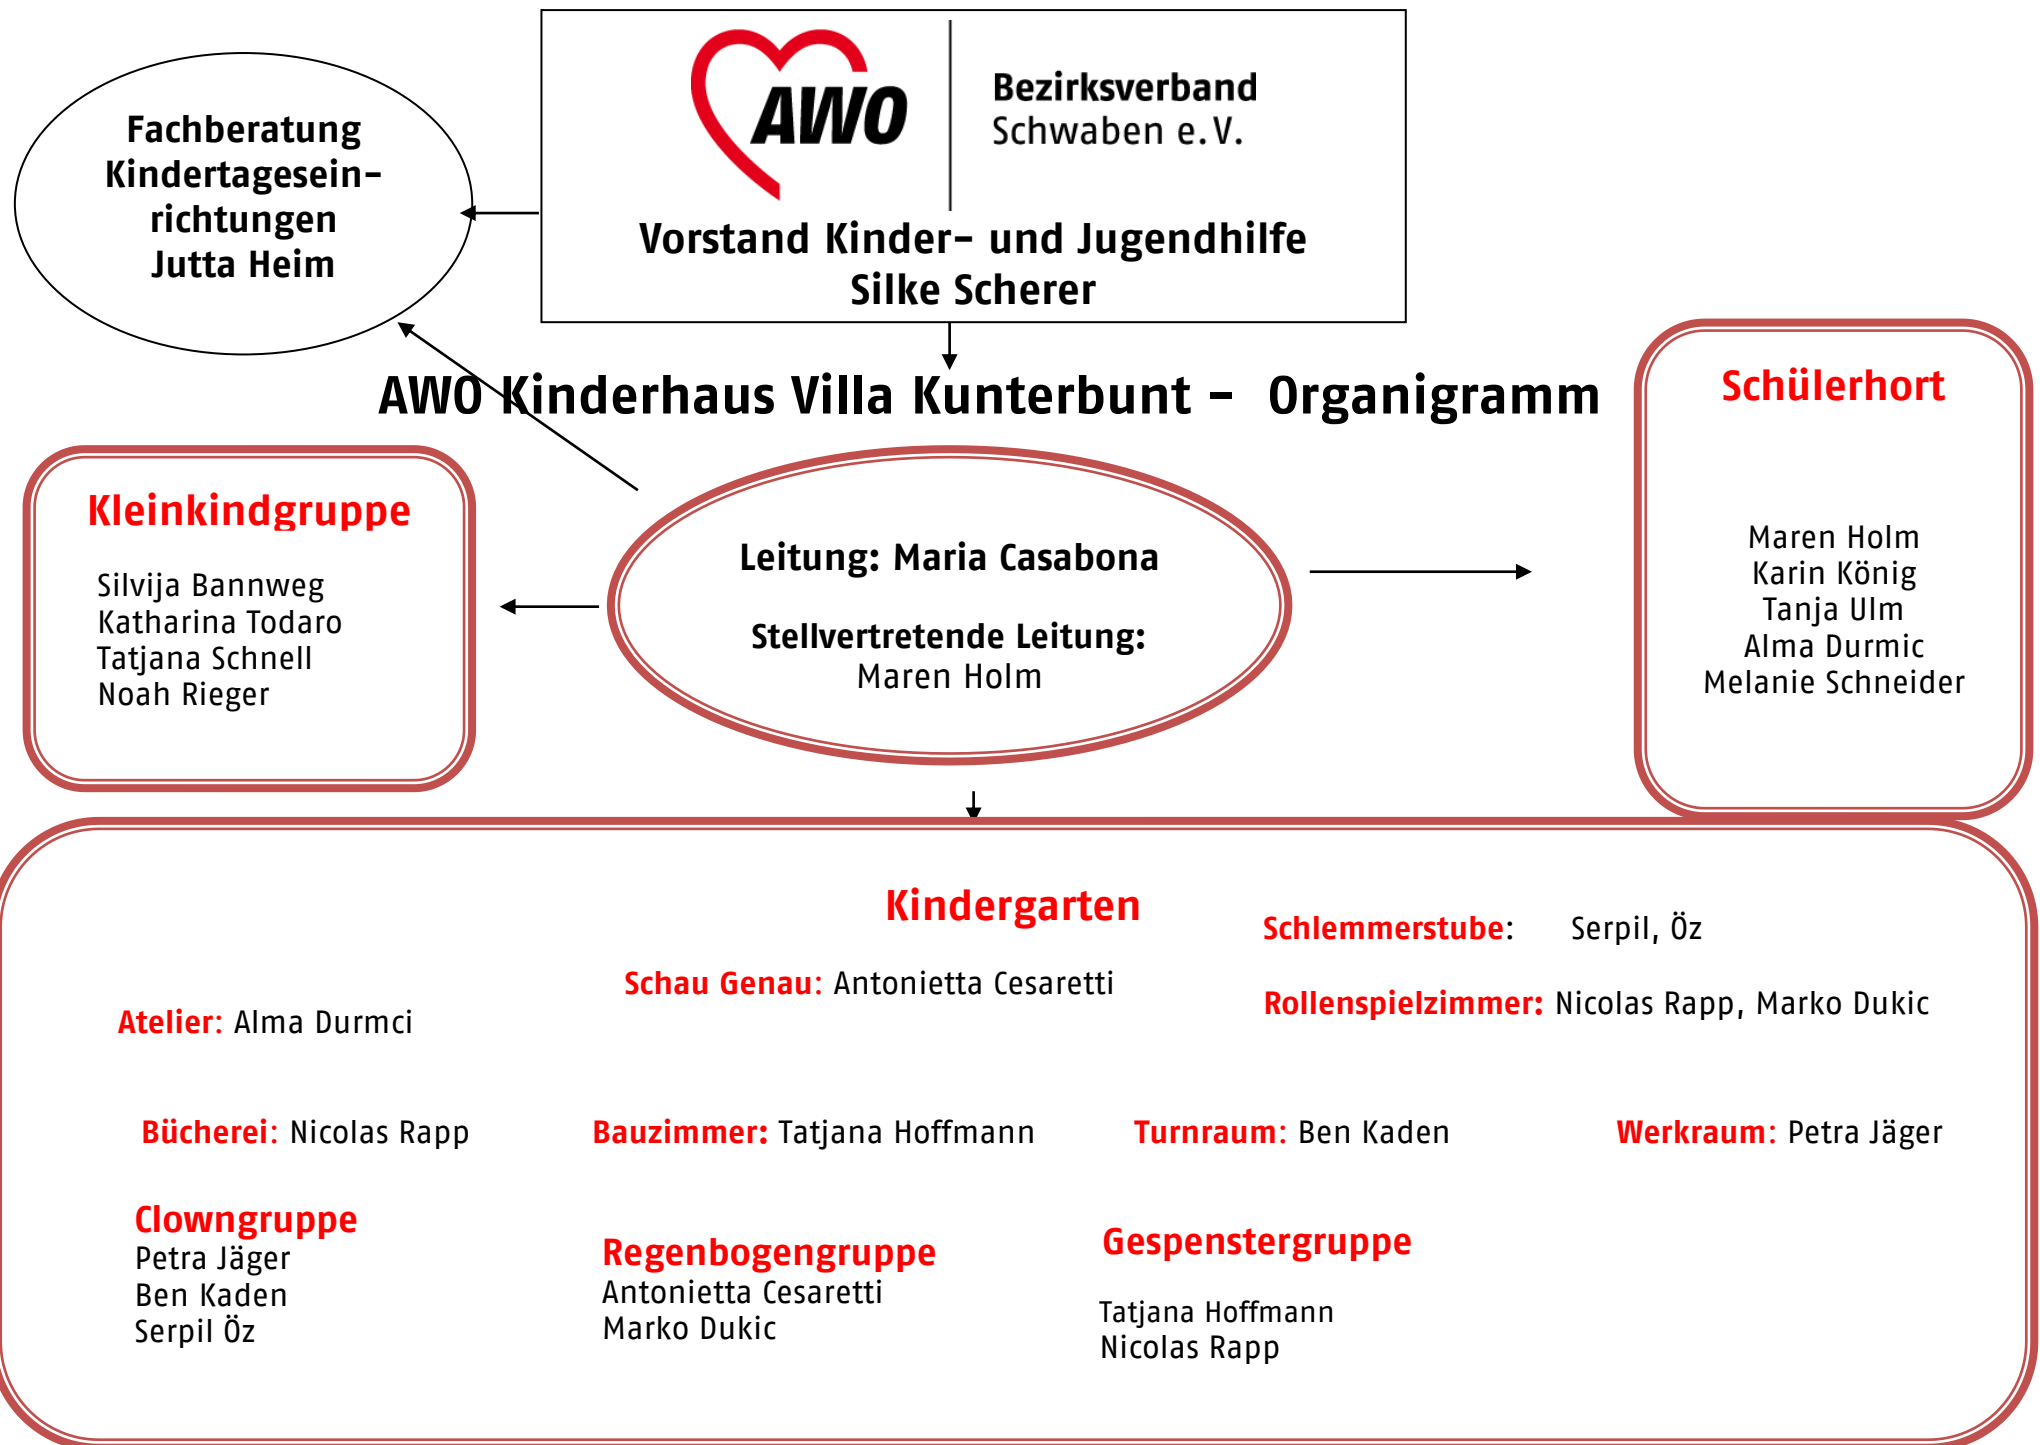 AWO
Bezirksverband
Schwaben e.V.
Vorstand Kinder- und Jugendhilfe
Silke Scherer
Fachberatung
Kindertagesein-
richtungen
Jutta Heim
AWO Kinderhaus Villa Kunterbunt - Organigramm
Schülerhort
Maren Holm
Karin König
Tanja Ulm
Alma Durmic
Melanie Schneider
Kleinkindgruppe
Silvija Bannweg
Katharina Todaro
Tatjana Schnell
Noah Rieger
Leitung: Maria Casabona
Stellvertretende Leitung:
Maren Holm
Kindergarten
Schlemmerstube: Serpil, Öz
Schau Genau: Antonietta Cesaretti
Rollenspielzimmer: Nicolas Rapp, Marko Dukic
Atelier: Alma Durmci
Bücherei: Nicolas Rapp
Bauzimmer: Tatjana Hoffmann
Turnraum: Ben Kaden
Werkraum: Petra Jäger
Clowngruppe
Petra Jäger
Ben Kaden
Serpil Öz
Regenbogengruppe
Antonietta Cesaretti
Marko Dukic
Gespenstergruppe
Tatjana Hoffmann
Nicolas Rapp